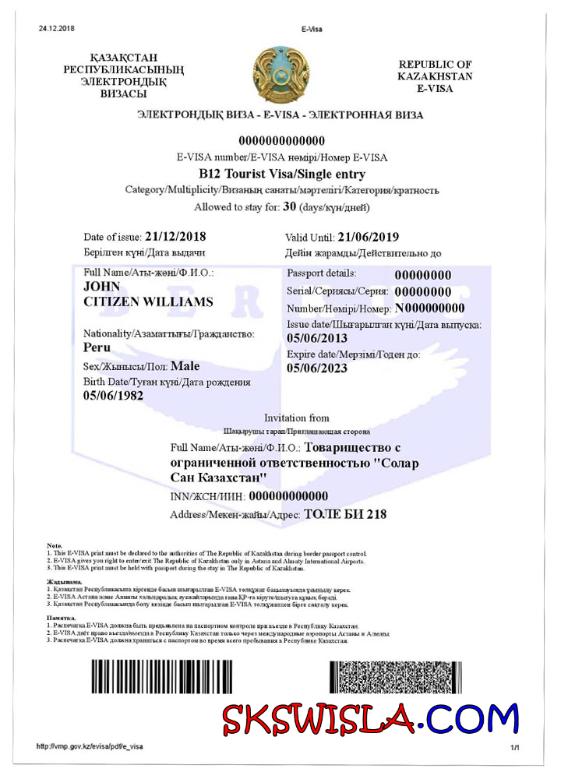 24.12.2018
E-Visa
ҚАЗАҚСТАН
РЕСПУБЛИКАСЫНЫҢ
ЭЛЕКТРОНДЫҚ
ВИЗАСЫ
REPUBLIC OF
KAZAKHSTAN
E-VISA
ЭЛЕКТРОНДЫҚ ВИЗА - E-VISA - ЭЛЕКТРОННАЯ ВИЗА
0000000000000
E-VISA number/E-VISA нөмірі/Номер E-VISA
B12 Tourist Visa/Single entry
Category/Multiplicity/Визаның санаты/мәртелігі/Категория/кратность
Allowed to stay for: 30 (days/күн/дней)
Date of issue: 21/12/2018
Берілген күні/Дата выдачи
Valid Until: 21/06/2019
Дейін жарамды/Действительно до
Full Name/Аты-жөні/Ф.И.О.:
JOHN
CITIZEN WILLIAMS
Nationality/Азаматтығы/Гражданство:
Peru
Sex/Жынысы/Пол: Male
Birth Date/Туған күні/Дата рождения
05/06/1982
Passport details: 00000000
Serial/Сериясы/Серия: 00000000
Number/Нөмірі/Номер: N000000000
Issue date/Шығарылған күні/Дата выпуска:
05/06/2013
Expire date/Мерзімі/Годен до:
05/06/2023
Invitation from
Шақырушы тарап/Приглашающая сторона
Full Name/Аты-жөні/Ф.И.О.: Товарищество с
ограниченной ответственностью "Солар
Сан Казахстан"
INN/ЖСН/ИИН: 000000000000
Address/Мекен-жайы/Адрес: ТОЛЕ БИ 218
Note.
1. This E-VISA print must be declared to the authorities of The Republic of Kazakhstan during border passport control.
2. E-VISA gives you right to enter/exit The Republic of Kazakhstan only in Astana and Almaty International Airports.
3. This E-VISA print must be held with passport during the stay in The Republic of Kazakhstan.
Жадынама.
1. Қазақстан Республикасына кіргенде басып шығарылған E-VISA
2. E-VISA Астана және Алматы халықаралық әуежайларында ғана ҚР-на кіруге/шығуға құқық береді.
3. Қазақстан Республикасында болу кезінде басып шығарылған E-VISA
Памятка.
1. Распечатка E-VISA должна быть предъявлена на паспортном контроле при въезде в Республику Казахстан.
2. E-VISA даёт право въезда/выезда в Республику Казахстан только через международные аэропорты Астаны и Алматы.
3. Распечатка E-VISA должна храниться с паспортом во время всего пребывания в Республике Казахстан.
SKSWISLA.COM
http://vmp.gov.kz/evisa/pdf/e_visa
1/1